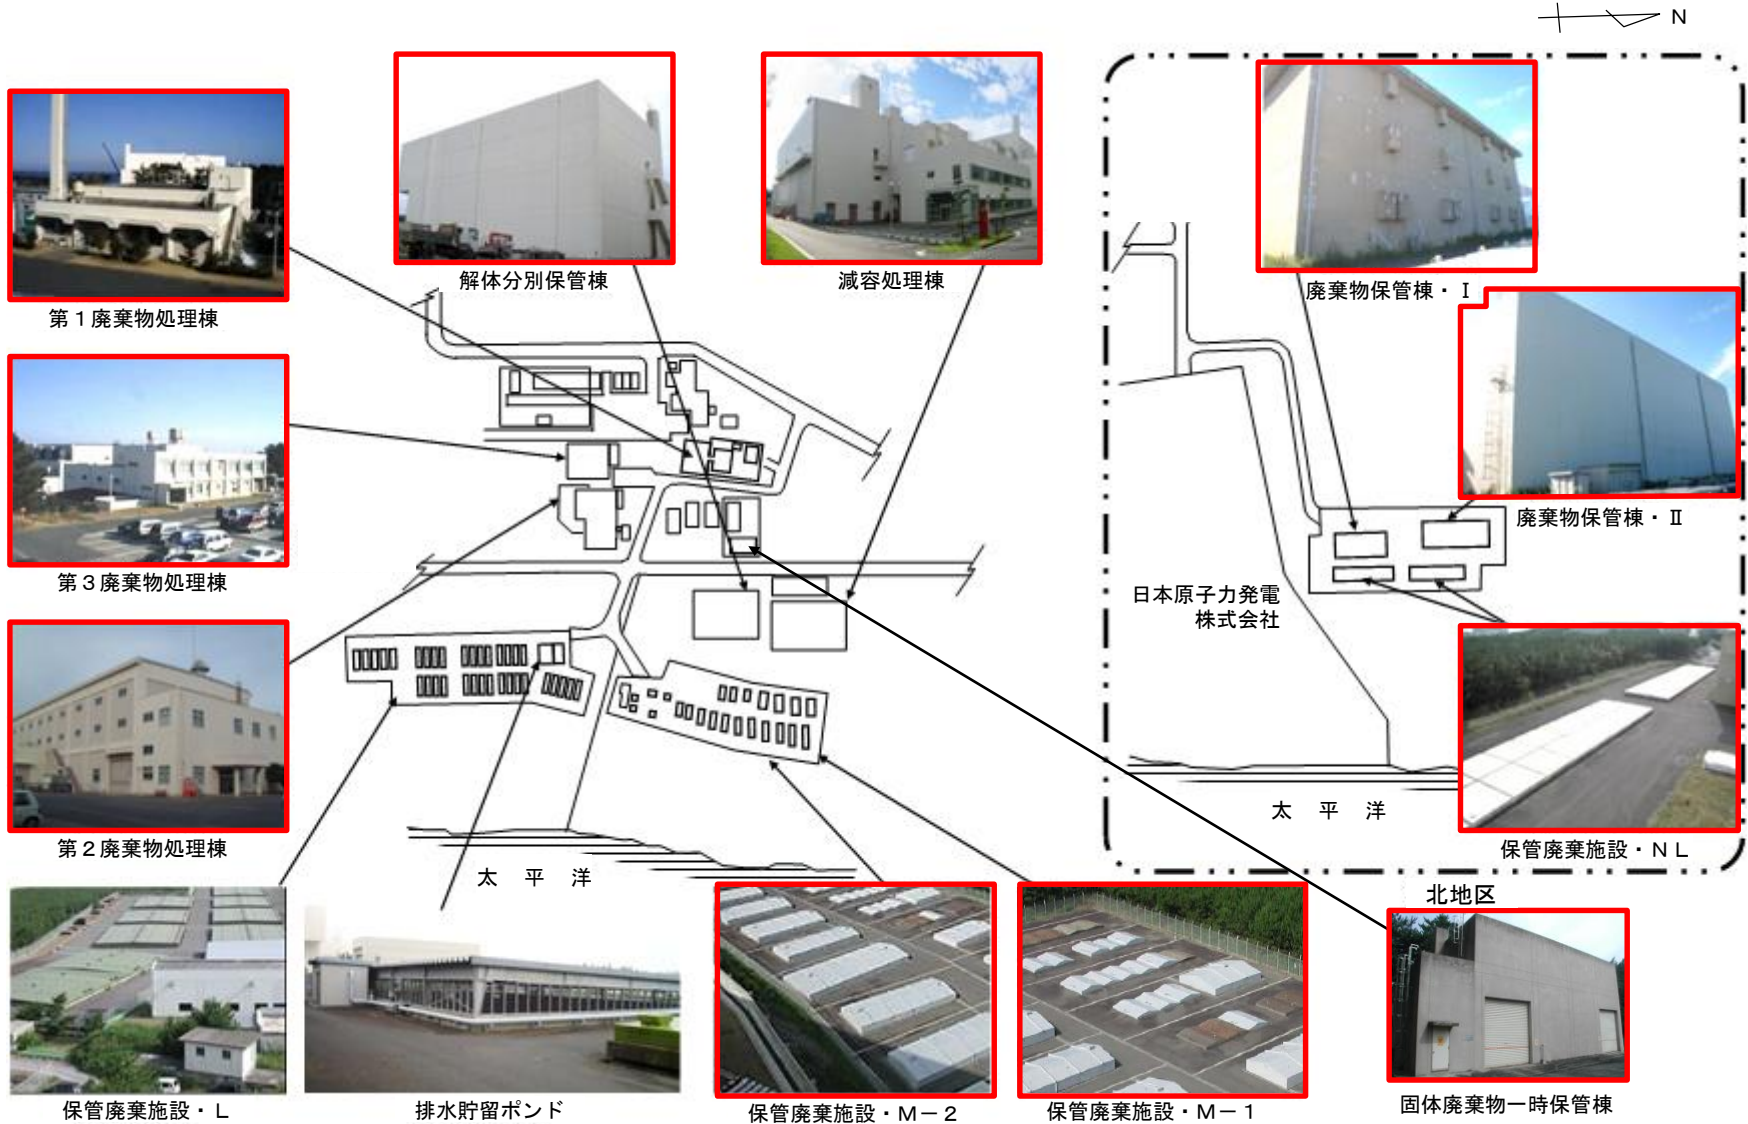 N
解体分別保管棟
減容処理棟
廃棄物保管棟・Ⅰ
第１廃棄物処理棟
廃棄物保管棟・Ⅱ
第３廃棄物処理棟
日本原子力発電
株式会社
太 平 洋
第２廃棄物処理棟
保管廃棄施設・ＮＬ
太 平 洋
北地区
保管廃棄施設・Ｌ
排水貯留ポンド
保管廃棄施設・Ｍ－２
保管廃棄施設・Ｍ－１
固体廃棄物一時保管棟